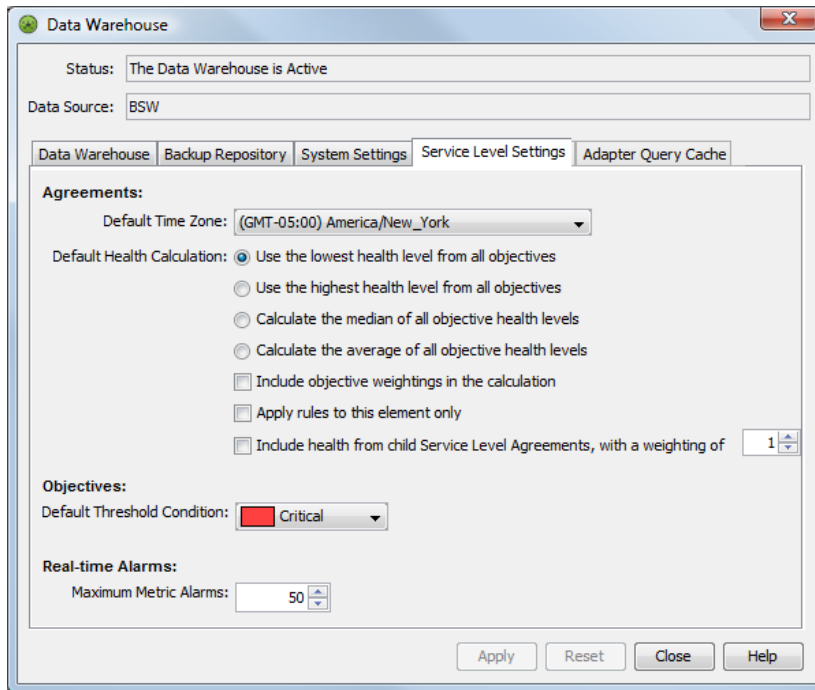 Data Warehouse
Status: The Data Warehouse is Active
Data Source: BSW
Data Warehouse Backup Repository System Settings Service Level Settings Adapter Query Cache
Agreements:
Default Time Zone: (GMT-05:00) America/New_York
Default Health Calculation: Use the lowest health level from all objectives
Use the highest health level from all objectives
Calculate the median of all objective health levels
Calculate the average of all objective health levels
Include objective weightings in the calculation
Apply rules to this element only
Include health from child Service Level Agreements, with a weighting of 1
Objectives:
Default Threshold Condition: Critical
Real-time Alarms:
Maximum Metric Alarms: 50
Apply Reset Close Help